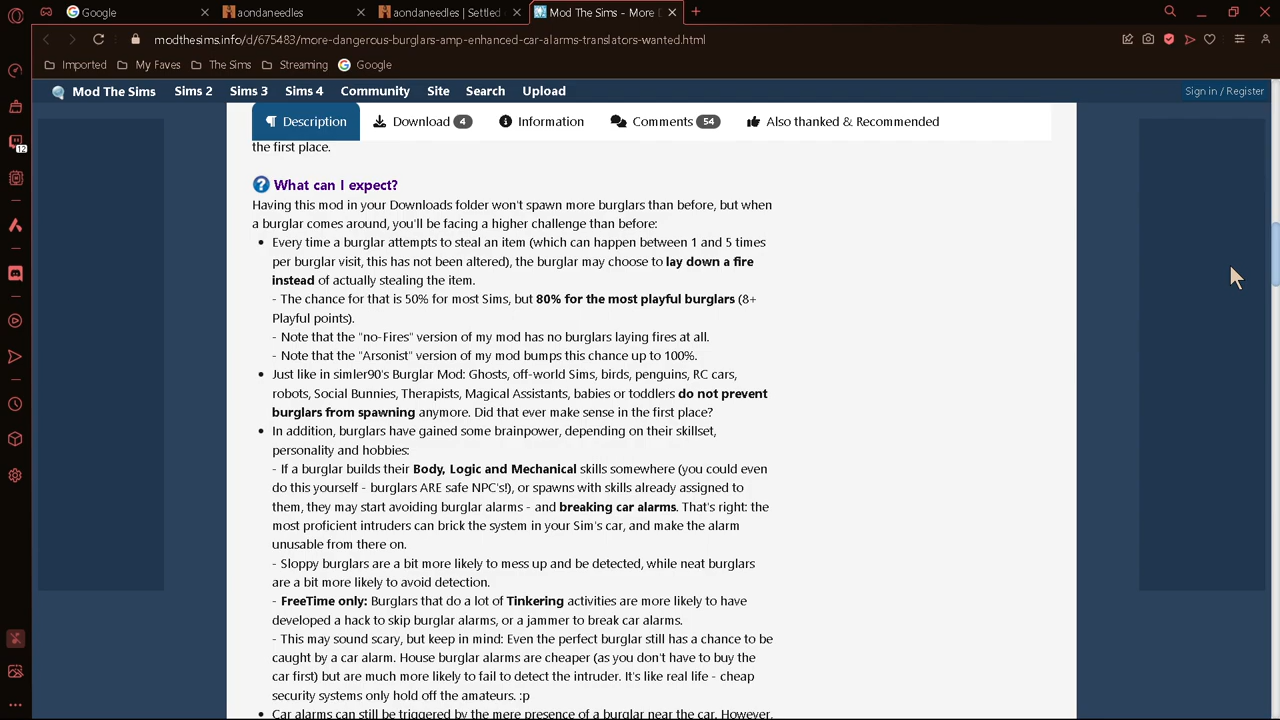 Google
aondaneedles
aondaneedles | Settled
Mod The Sims - More
modthesims.info/d/675483/more-dangerous-burglars-amp-enhanced-car-alarms-translators-wanted.html
Imported My Faves The Sims Streaming Google
Mod The Sims Sims 2 Sims 3 Sims 4 Community Site Search Upload Sign in / Register
Description Download 4 Information Comments 54 Also thanked & Recommended
the first place.
What can I expect?
Having this mod in your Downloads folder won't spawn more burglars than before, but when
a burglar comes around, you'll be facing a higher challenge than before:
• Every time a burglar attempts to steal an item (which can happen between 1 and 5 times
per burglar visit, this has not been altered), the burglar may choose to lay down a fire
instead of actually stealing the item.
- The chance for that is 50% for most Sims, but 80% for the most playful burglars (8+
Playful points).
- Note that the "no-Fires" version of my mod has no burglars laying fires at all.
- Note that the "Arsonist" version of my mod bumps this chance up to 100%.
• Just like in simler90's Burglar Mod: Ghosts, off-world Sims, birds, penguins, RC cars,
robots, Social Bunnies, Therapists, Magical Assistants, babies or toddlers do not prevent
burglars from spawning anymore. Did that ever make sense in the first place?
• In addition, burglars have gained some brainpower, depending on their skillset,
personality and hobbies:
- If a burglar builds their Body, Logic and Mechanical skills somewhere (you could even
do this yourself - burglars ARE safe NPC's!), or spawns with skills already assigned to
them, they may start avoiding burglar alarms - and breaking car alarms. That's right: the
most proficient intruders can brick the system in your Sim's car, and make the alarm
unusable from there on.
- Sloppy burglars are a bit more likely to mess up and be detected, while neat burglars
are a bit more likely to avoid detection.
- FreeTime only: Burglars that do a lot of Tinkering activities are more likely to have
developed a hack to skip burglar alarms, or a jammer to break car alarms.
- This may sound scary, but keep in mind: Even the perfect burglar still has a chance to be
caught by a car alarm. House burglar alarms are cheaper (as you don't have to buy the
car first) but are much more likely to fail to detect the intruder. It's like real life - cheap
security systems only hold off the amateurs. :p
• Car alarms can still be triggered by the mere presence of a burglar near the car. However,
12